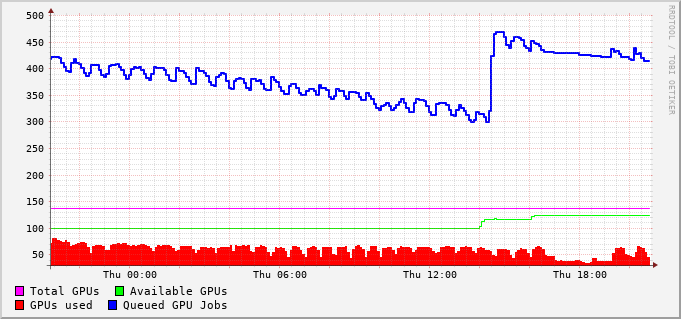 500
450
400
350
300
250
200
150
100
50
Thu 00:00 Thu 06:00 Thu 12:00 Thu 18:00
Total GPUs Available GPUs
GPUs used Queued GPU Jobs
RRDTOOL / TOBI OETIKER